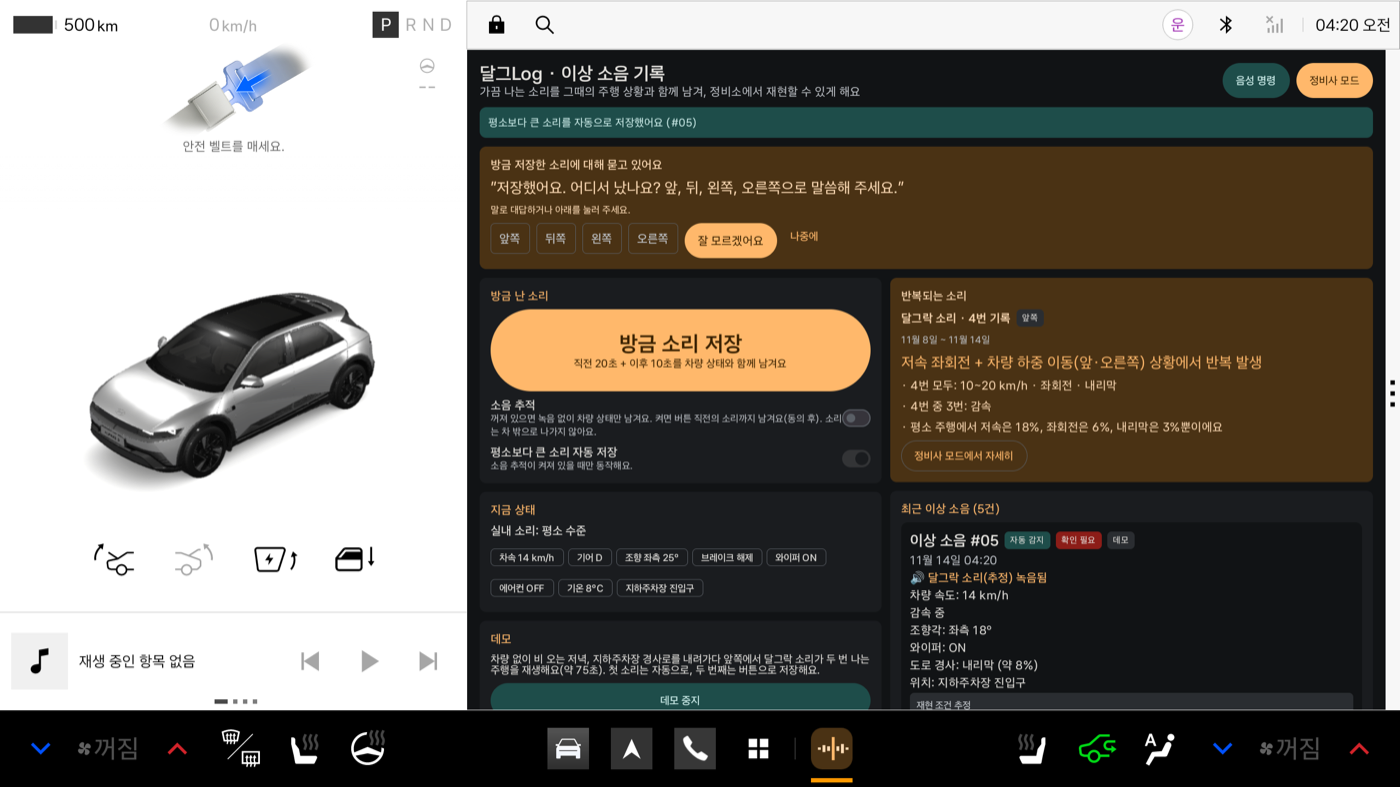 500km
0km/h
P R N D
안전 벨트를 매세요.
재생 중인 항목 없음
운
04:20 오전
달그Log · 이상 소음 기록
가끔 나는 소리를 그때의 주행 상황과 함께 남겨, 정비소에서 재현할 수 있게 해요
음성 명령
정비사 모드
평소보다 큰 소리를 자동으로 저장했어요 (#05)
방금 저장한 소리에 대해 묻고 있어요
"저장했어요. 어디서 났나요? 앞, 뒤, 왼쪽, 오른쪽으로 말씀해 주세요."
말로 대답하거나 아래를 눌러 주세요.
앞쪽
뒤쪽
왼쪽
오른쪽
잘 모르겠어요
나중에
방금 난 소리
방금 소리 저장
직전 20초 + 이후 10초를 차량 상태와 함께 남겨요
소음 추적
꺼져 있으면 녹음 없이 차량 상태만 남겨요. 켜면 버튼 직전의 소리까지 남겨요(동의 후). 소리
는 차 밖으로 나가지 않아요.
평소보다 큰 소리 자동 저장
소음 추적이 켜져 있을 때만 동작해요.
지금 상태
실내 소리: 평소 수준
차속 14 km/h
기어 D
조향 좌측 25°
브레이크 해제
와이퍼 ON
에어컨 OFF
기온 8°C
지하주차장 진입구
데모
차량 없이 비 오는 저녁, 지하주차장 경사로를 내려가다 앞쪽에서 달그락 소리가 두 번 나는
주행을 재생해요(약 75초). 첫 소리는 자동으로, 두 번째는 버튼으로 저장해요.
데모 중지
반복되는 소리
달그락 소리 · 4번 기록
앞쪽
11월 8일 ~ 11월 14일
저속 좌회전 + 차량 하중 이동(앞·오른쪽) 상황에서 반복 발생
· 4번 모두: 10~20 km/h · 좌회전 · 내리막
· 4번 중 3번: 감속
· 평소 주행에서 저속은 18%, 좌회전은 6%, 내리막은 3%뿐이에요
정비사 모드에서 자세히
최근 이상 소음 (5건)
이상 소음 #05
자동 감지
확인 필요
데모
11월 14일 04:20
달그락 소리(추정) 녹음됨
차량 속도: 14 km/h
감속 중
조향각: 좌측 18°
와이퍼: ON
도로 경사: 내리막 (약 8%)
위치: 지하주차장 진입구
재현 조건 추정
꺼짐
A
꺼짐